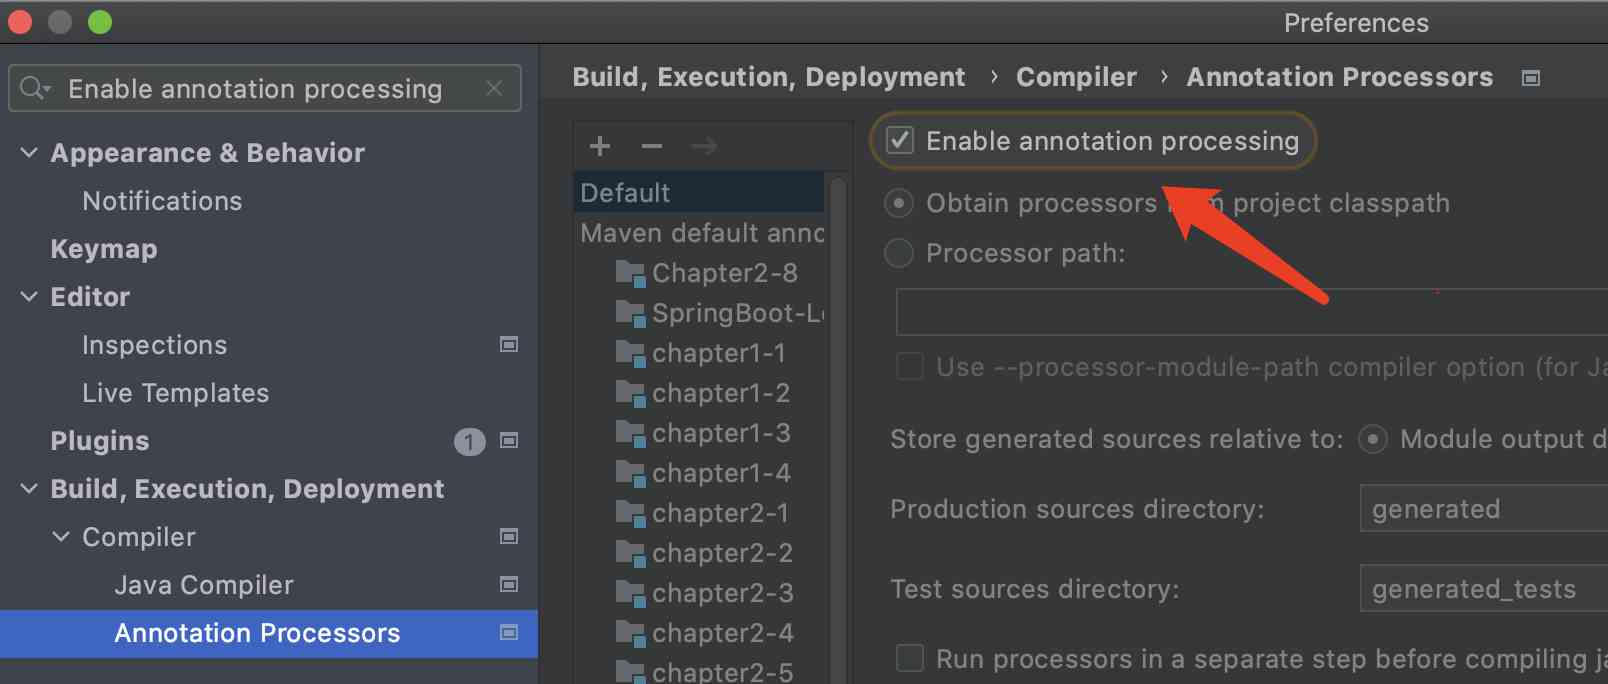 Preferences
Enable annotation processing
Appearance & Behavior
Notifications
Keymap
Editor
Inspections
Live Templates
Plugins 1
Build, Execution, Deployment
Compiler
Java Compiler
Annotation Processors
Build, Execution, Deployment › Compiler › Annotation Processors
Default
Maven default anno
Chapter2-8
SpringBoot-Le
chapter1-1
chapter1-2
chapter1-3
chapter1-4
chapter2-1
chapter2-2
chapter2-3
chapter2-4
chapter2-5
Enable annotation processing
Obtain processors project classpath
Processor path:
Use --processor-module-path compiler option (for Ja
Store generated sources relative to: Module output d
Production sources directory: generated
Test sources directory: generated_tests
Run processors in a separate step before compiling ja